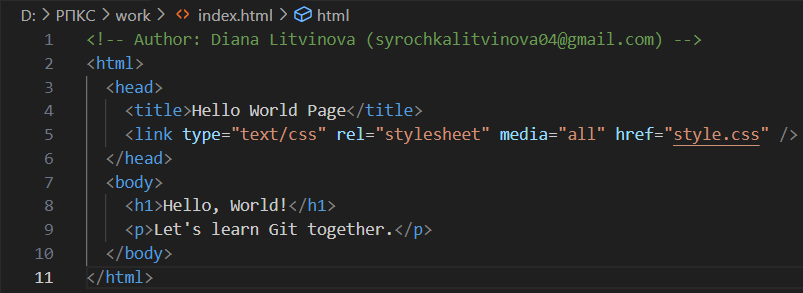 D: > РПКС > work > <> index.html > html
1 <!-- Author: Diana Litvinova (syrochkalitvinova04@gmail.com) -->
2 <html>
3   <head>
4     <title>Hello World Page</title>
5     <link type="text/css" rel="stylesheet" media="all" href="style.css" />
6   </head>
7   <body>
8     <h1>Hello, World!</h1>
9     <p>Let's learn Git together.</p>
10   </body>
11 </html>